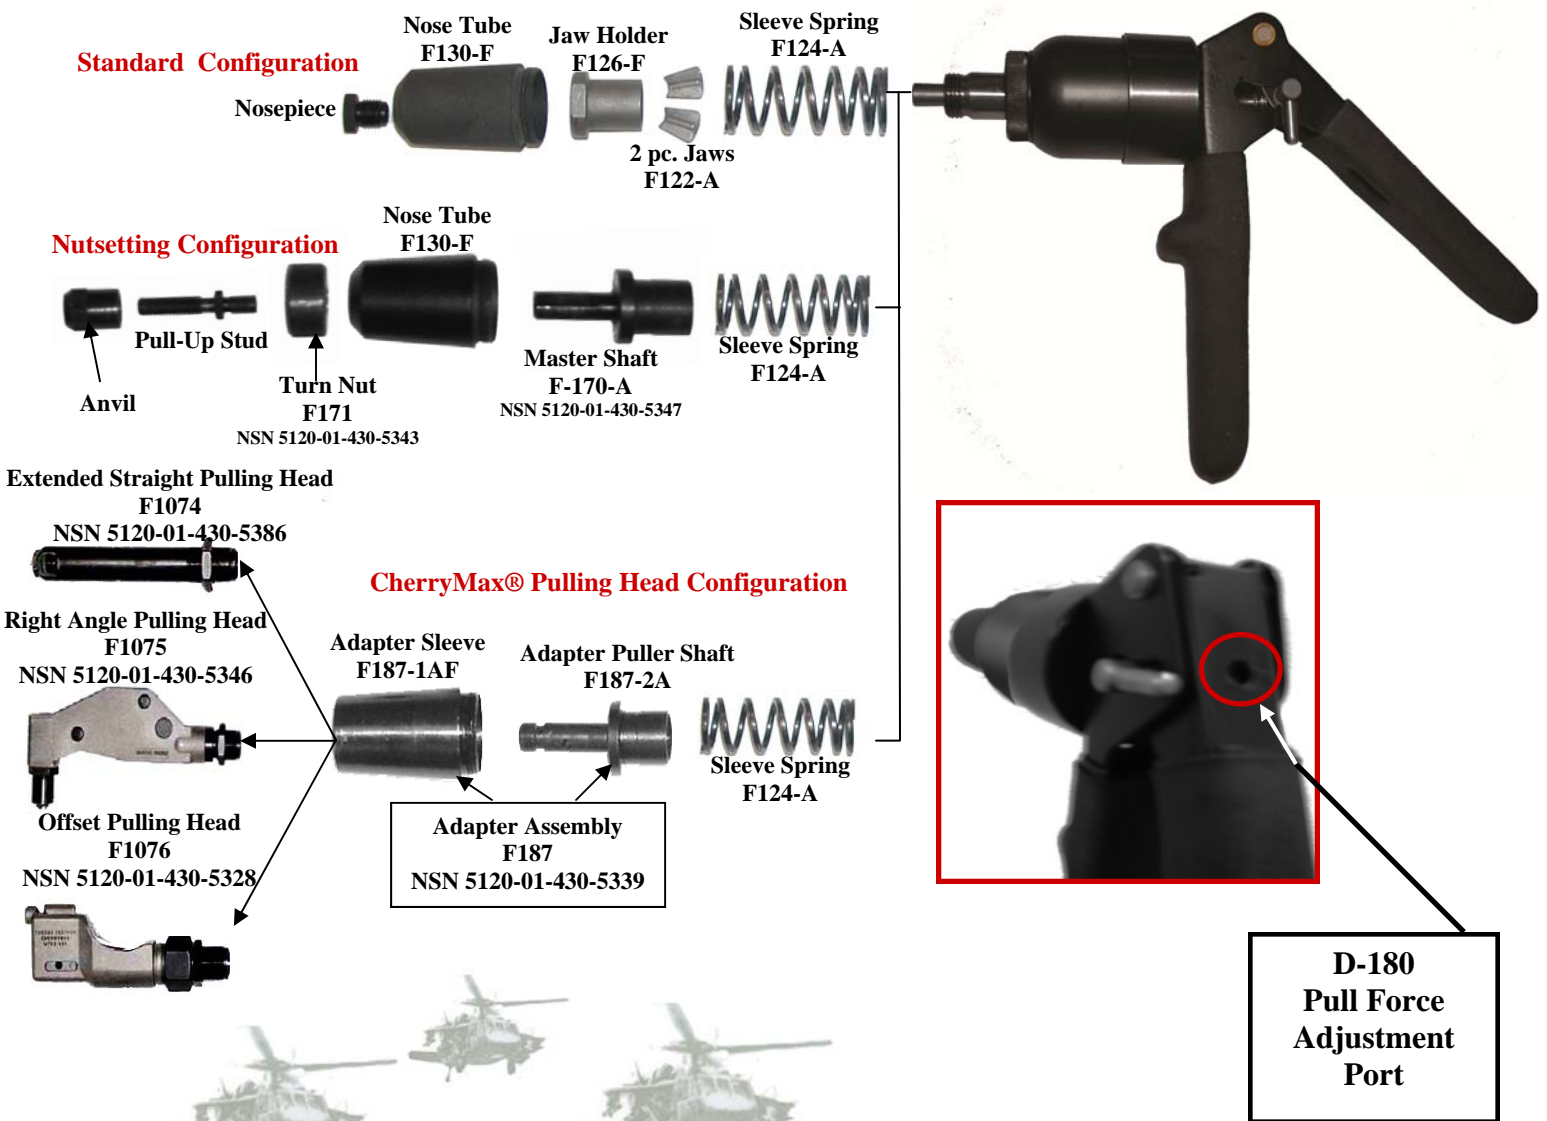 Standard  Configuration
Nosepiece
Nose Tube
F130-F
Jaw Holder
F126-F
2 pc. Jaws
F122-A
Sleeve Spring
F124-A
Nutsetting Configuration
Anvil
Pull-Up Stud
Turn Nut
F171
NSN 5120-01-430-5343
Nose Tube
F130-F
Master Shaft
F-170-A
NSN 5120-01-430-5347
Sleeve Spring
F124-A
Extended Straight Pulling Head
F1074
NSN 5120-01-430-5386
Right Angle Pulling Head
F1075
NSN 5120-01-430-5346
Offset Pulling Head
F1076
NSN 5120-01-430-5328
CherryMax® Pulling Head Configuration
Adapter Sleeve
F187-1AF
Adapter Puller Shaft
F187-2A
Sleeve Spring
F124-A
Adapter Assembly
F187
NSN 5120-01-430-5339
D-180
Pull Force
Adjustment
Port